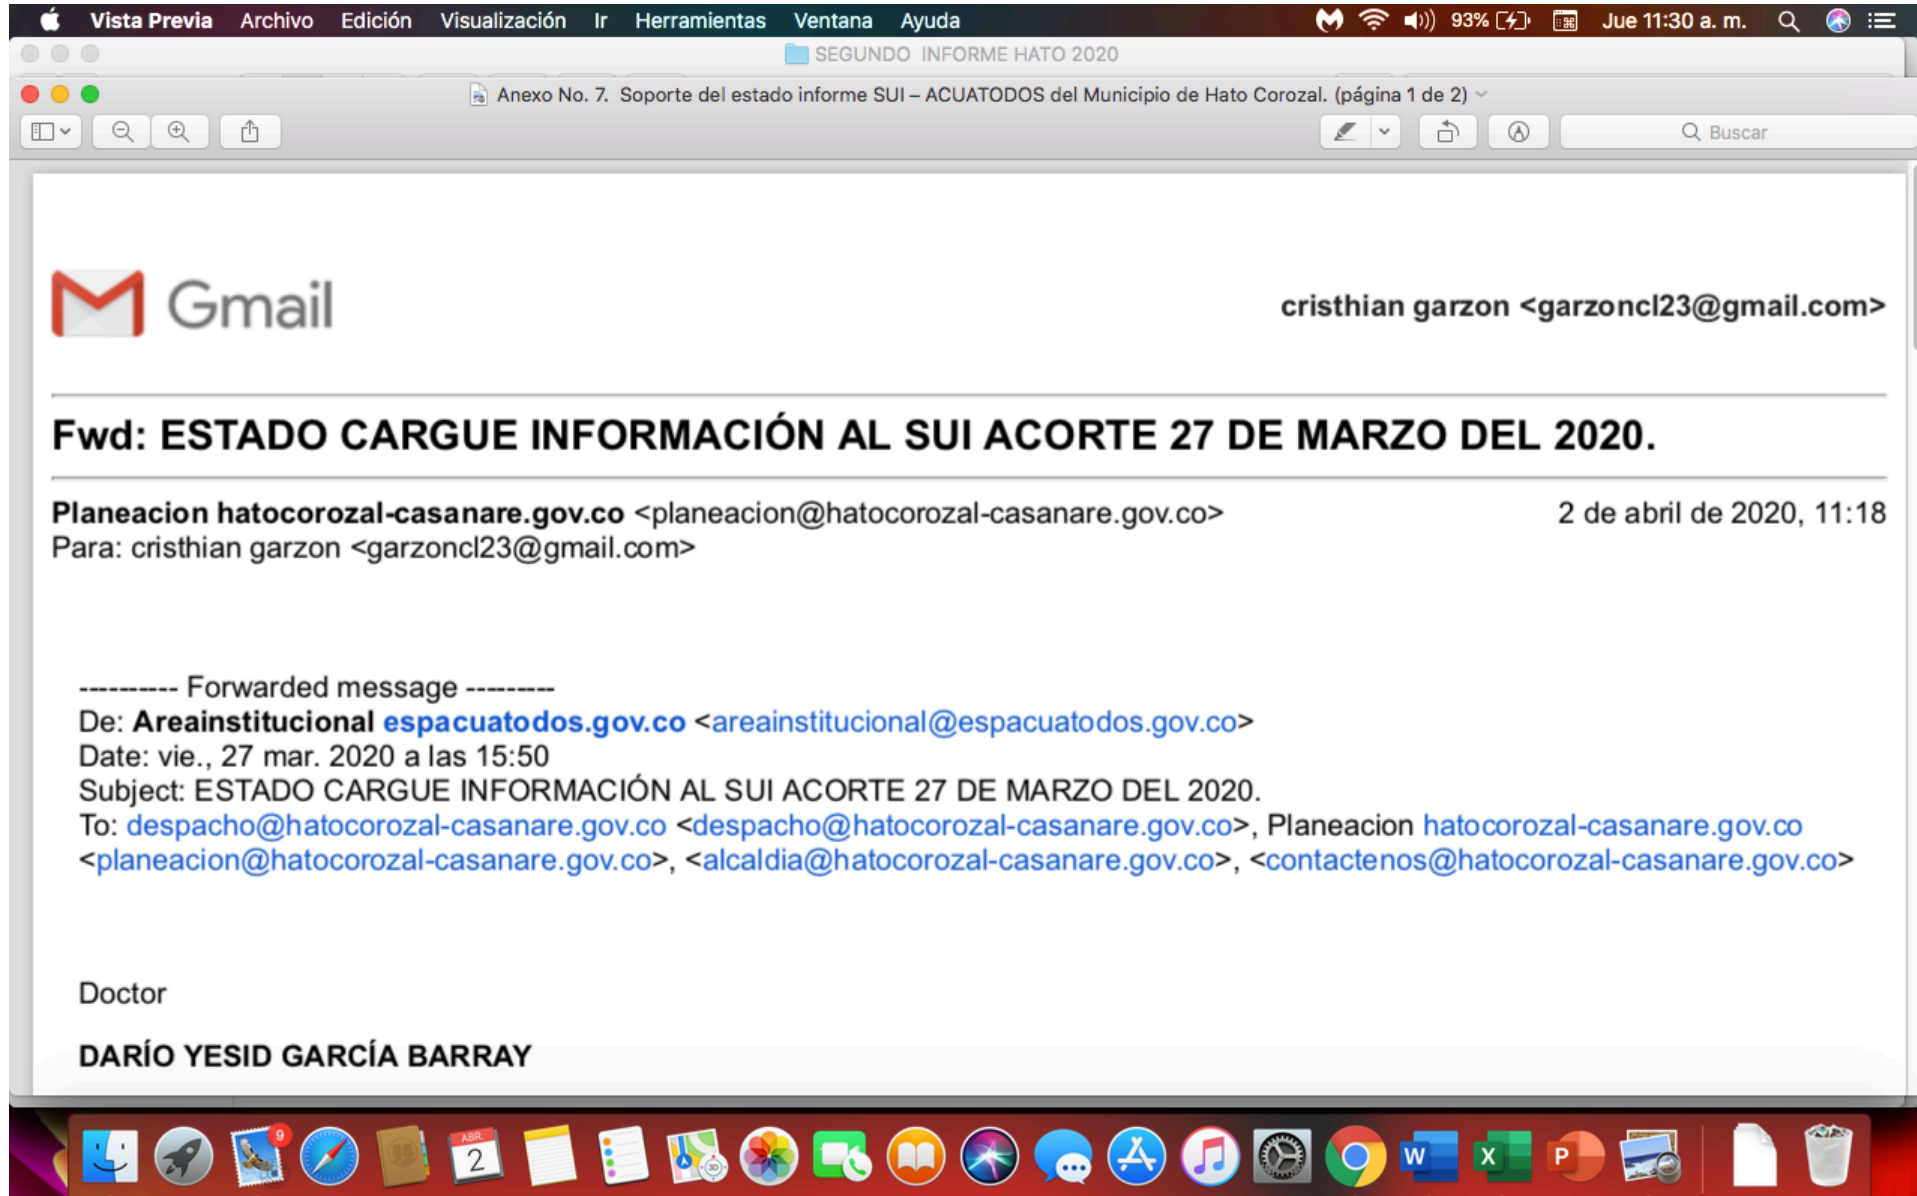 Vista Previa Archivo Edición Visualización Ir Herramientas Ventana Ayuda 93% Jue 11:30 a. m.
SEGUNDO INFORME HATO 2020
Anexo No. 7. Soporte del estado informe SUI – ACUATODOS del Municipio de Hato Corozal. (página 1 de 2)
Buscar
Gmail
cristhian garzon <garzoncl23@gmail.com>
Fwd: ESTADO CARGUE INFORMACIÓN AL SUI ACORTE 27 DE MARZO DEL 2020.
Planeacion hatocorozal-casanare.gov.co <planeacion@hatocorozal-casanare.gov.co> 2 de abril de 2020, 11:18
Para: cristhian garzon <garzoncl23@gmail.com>
---------- Forwarded message ---------
De: Areainstitucional espacuatodos.gov.co <areainstitucional@espacuatodos.gov.co>
Date: vie., 27 mar. 2020 a las 15:50
Subject: ESTADO CARGUE INFORMACIÓN AL SUI ACORTE 27 DE MARZO DEL 2020.
To: despacho@hatocorozal-casanare.gov.co <despacho@hatocorozal-casanare.gov.co>, Planeacion hatocorozal-casanare.gov.co
<planeacion@hatocorozal-casanare.gov.co>, <alcaldia@hatocorozal-casanare.gov.co>, <contactenos@hatocorozal-casanare.gov.co>
Doctor
DARÍO YESID GARCÍA BARRAY
9
ABR.
2
W
X
P